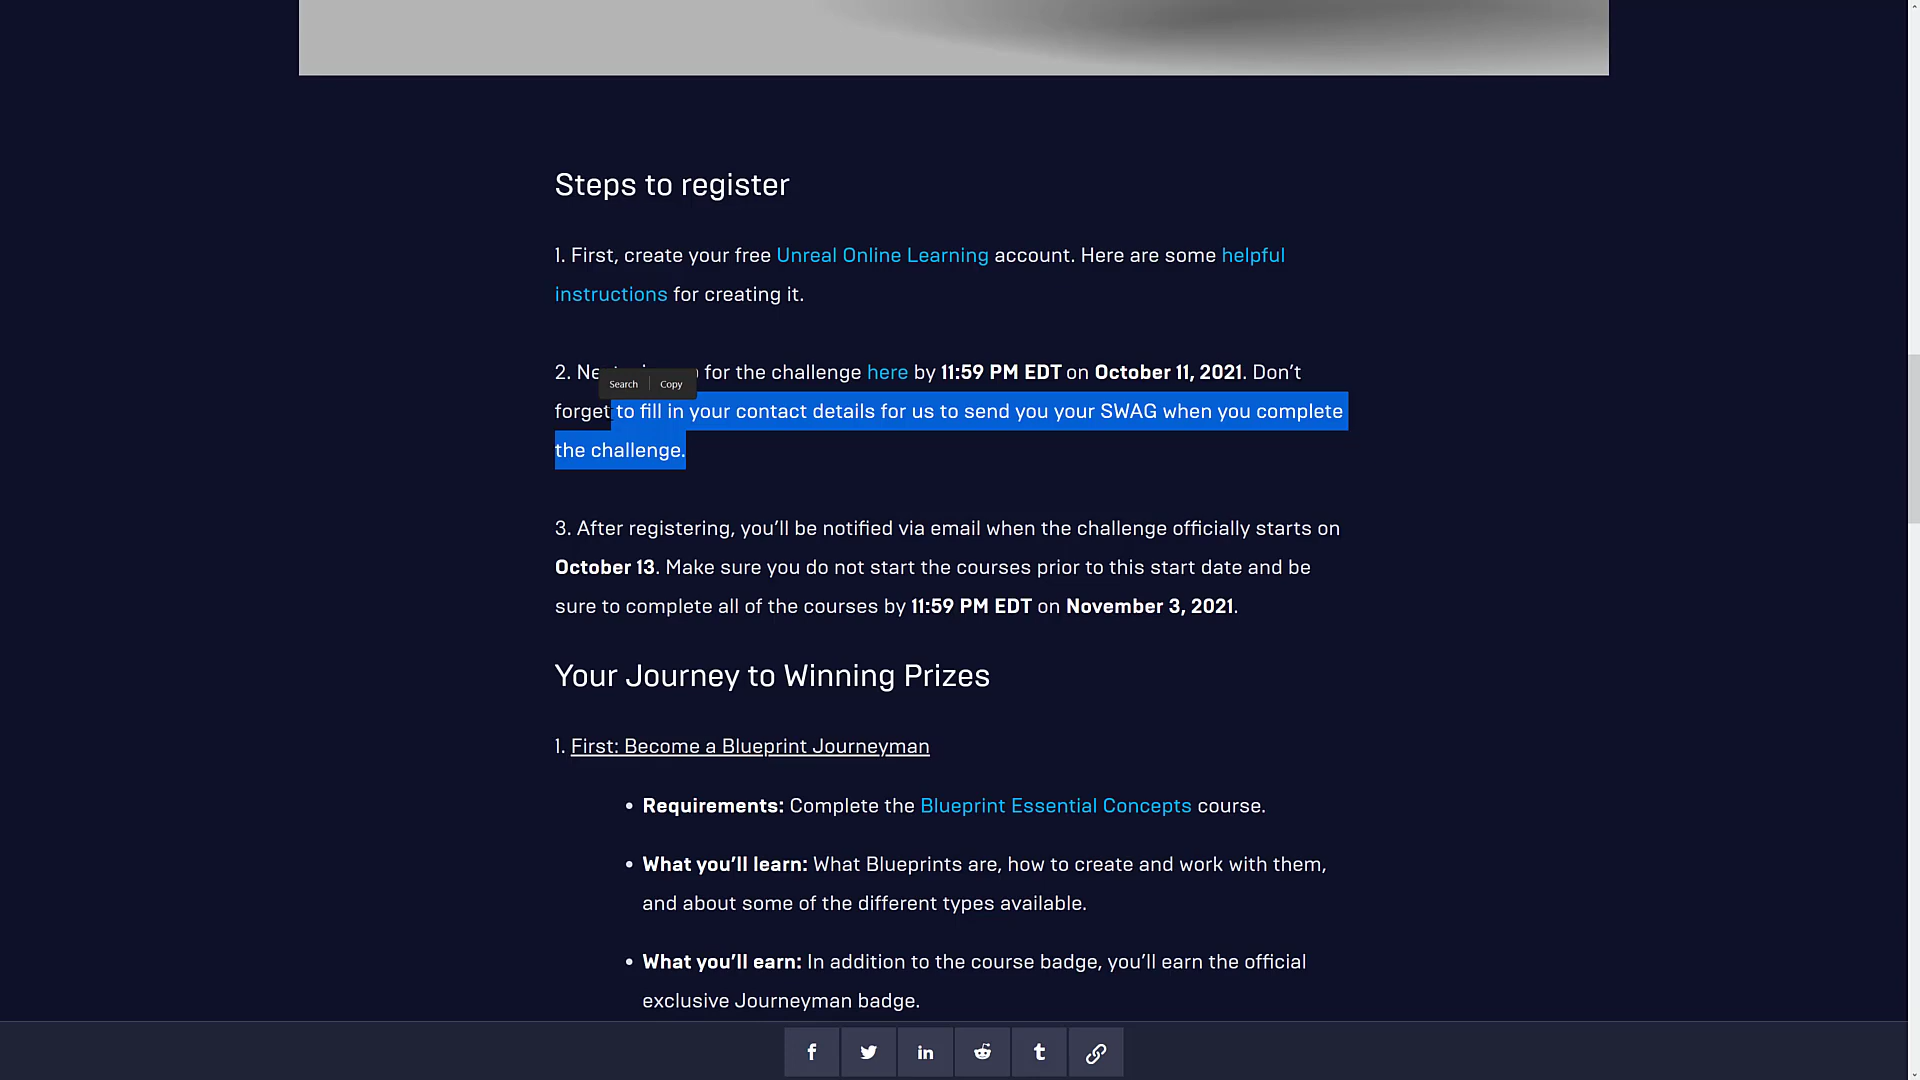 Steps to register
1. First, create your free Unreal Online Learning account. Here are some helpful
instructions for creating it.
2. for the challenge here by 11:59 PM EDT on October 11, 2021. Don’t
Search Copy
forget to fill in your contact details for us to send you your SWAG when you complete
the challenge.
3. After registering, you’ll be notified via email when the challenge officially starts on
October 13. Make sure you do not start the courses prior to this start date and be
sure to complete all of the courses by 11:59 PM EDT on November 3, 2021.
Your Journey to Winning Prizes
1. First: Become a Blueprint Journeyman
• Requirements: Complete the Blueprint Essential Concepts course.
• What you’ll learn: What Blueprints are, how to create and work with them,
and about some of the different types available.
• What you’ll earn: In addition to the course badge, you’ll earn the official
exclusive Journeyman badge.